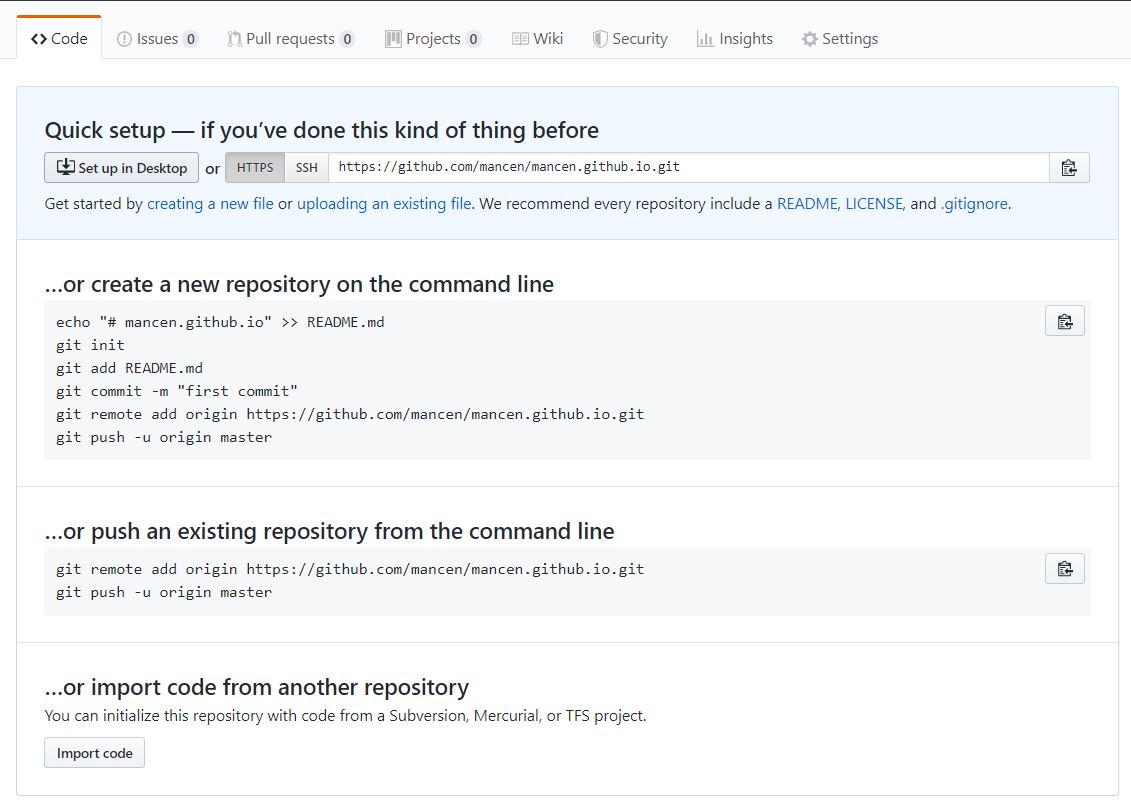 Code Issues 0 Pull requests 0 Projects 0 Wiki Security Insights Settings
Quick setup — if you’ve done this kind of thing before
Set up in Desktop or HTTPS SSH https://github.com/mancen/mancen.github.io.git
Get started by creating a new file or uploading an existing file. We recommend every repository include a README, LICENSE, and .gitignore.
…or create a new repository on the command line
echo "# mancen.github.io" >> README.md
git init
git add README.md
git commit -m "first commit"
git remote add origin https://github.com/mancen/mancen.github.io.git
git push -u origin master
…or push an existing repository from the command line
git remote add origin https://github.com/mancen/mancen.github.io.git
git push -u origin master
…or import code from another repository
You can initialize this repository with code from a Subversion, Mercurial, or TFS project.
Import code